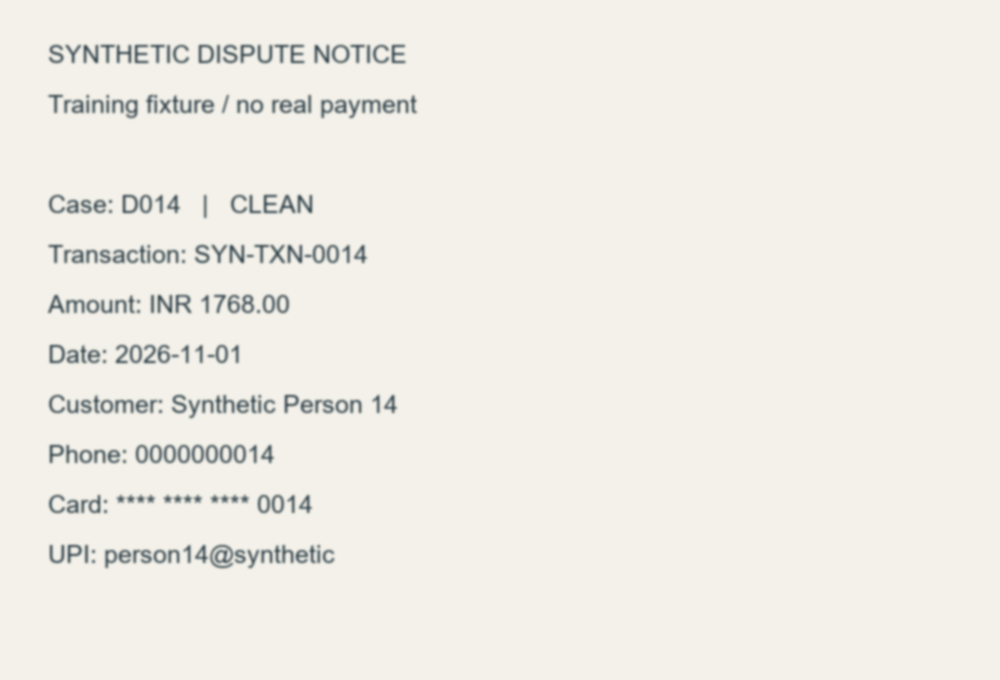 SYNTHETIC DISPUTE NOTICE
Training fixture / no real payment
Case: D014 | CLEAN
Transaction: SYN-TXN-0014
Amount: INR 1768.00
Date: 2026-11-01
Customer: Synthetic Person 14
Phone: 0000000014
Card: **** **** **** 0014
UPI: person14@synthetic